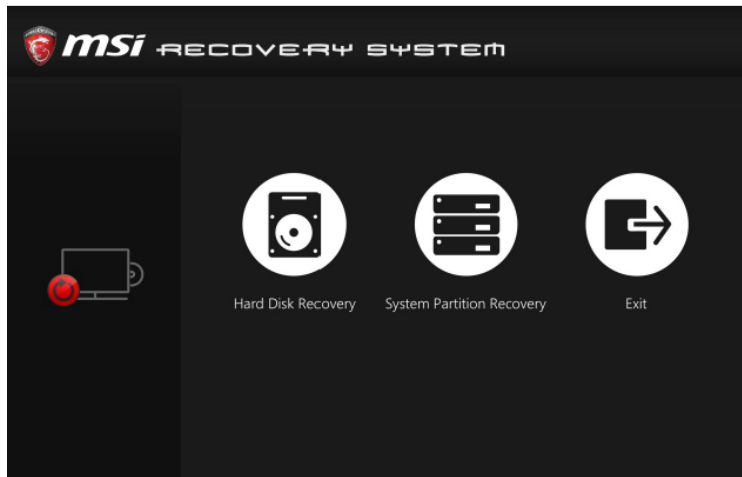 msi RECOVERY SYSTEM
Hard Disk Recovery
System Partition Recovery
Exit